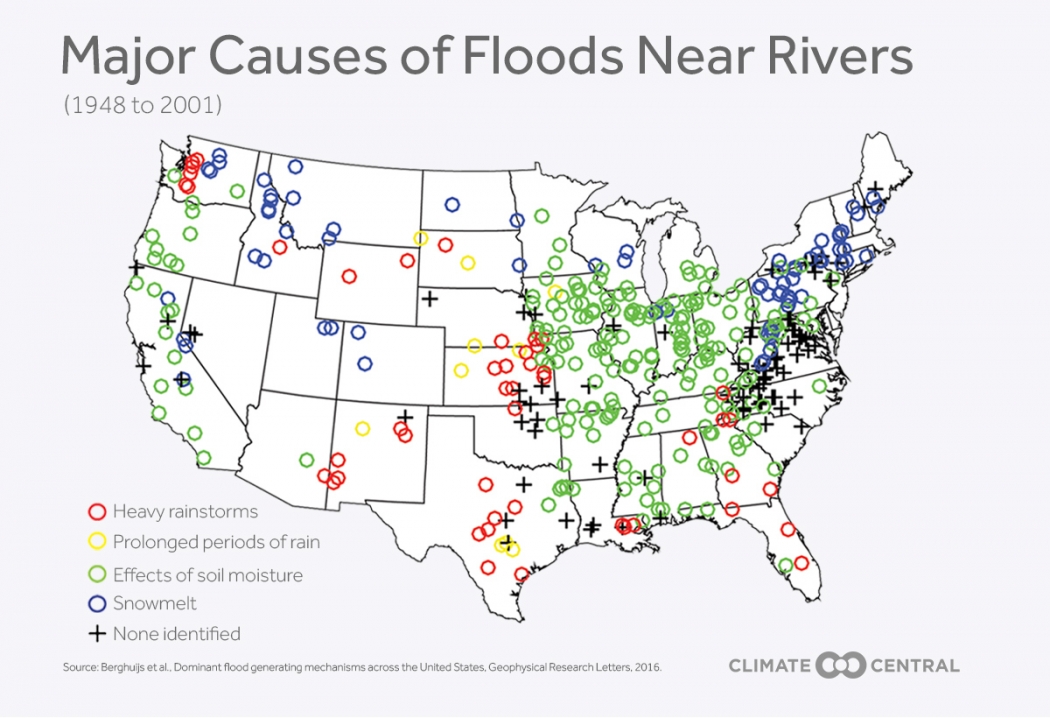 Major Causes of Floods Near Rivers
(1948 to 2001)
Heavy rainstorms
Prolonged periods of rain
Effects of soil moisture
Snowmelt
None identified
Source: Berghuijs et al., Dominant flood generating mechanisms across the United States, Geophysical Research Letters, 2016.
CLIMATE CENTRAL